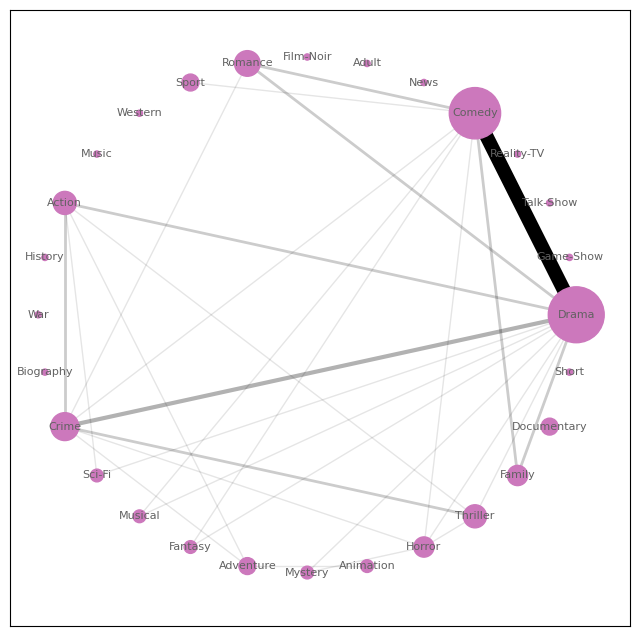 Film-Noir
Romance
Adult
Sport
News
Western
Comedy
Music
Reality-TV
Action
Talk-Show
History
Game-Show
War
Drama
Biography
Short
Crime
Documentary
Sci-Fi
Family
Musical
Thriller
Fantasy
Horror
Adventure
Animation
Mystery